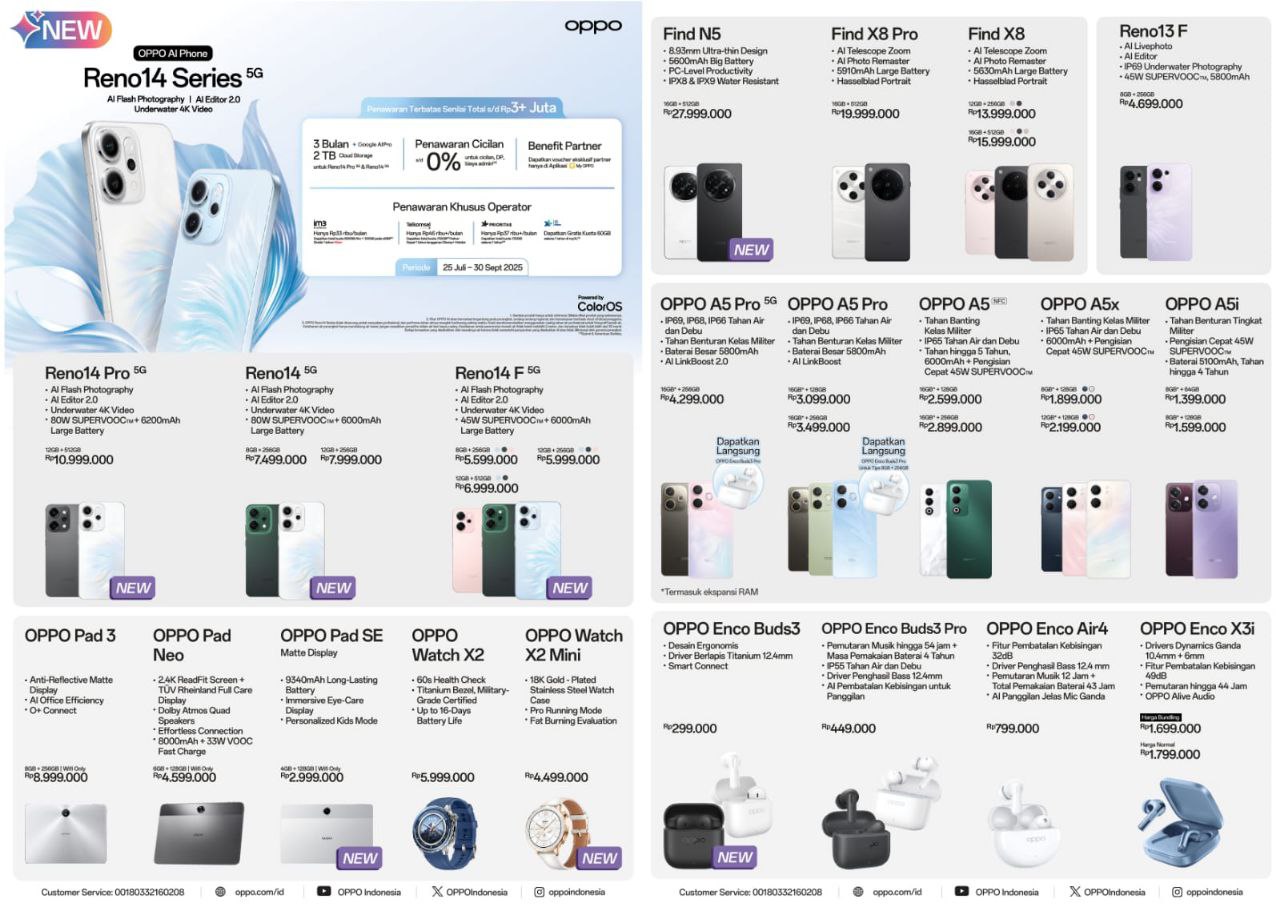 NEW
oppo
OPPO AI Phone
Reno14 Series 5G
AI Flash Photography | AI Editor 2.0
Underwater 4K Video
Penawaran Terbatas Senilai Total s/d Rp3+ Juta
3 Bulan + Google AI Pro
2 TB Cloud Storage
untuk Reno14 Pro 5G & Reno14 5G
Penawaran Cicilan
s/d 0% untuk cicilan, DP,
biaya admin
Benefit Partner
Dapatkan voucher eksklusif partner
hanya di Aplikasi My OPPO
Penawaran Khusus Operator
im3
Hanya Rp33 ribu/bulan
Telkomsel
Hanya Rp46 ribu+/bulan
PRIORITAS
Hanya Rp37 ribu+/bulan
Dapatkan Gratis Kuota 60GB
Periode 25 Juli – 30 Sept 2025
Powered by
ColorOS
Reno14 Pro 5G
• AI Flash Photography
• AI Editor 2.0
• Underwater 4K Video
• 80W SUPERVOOC™ + 6200mAh
Large Battery
12GB + 512GB
Rp10.999.000
NEW
Reno14 5G
• AI Flash Photography
• AI Editor 2.0
• Underwater 4K Video
• 80W SUPERVOOC™ + 6000mAh
Large Battery
8GB + 256GB
Rp7.499.000
12GB + 256GB
Rp7.999.000
NEW
Reno14 F 5G
• AI Flash Photography
• AI Editor 2.0
• Underwater 4K Video
• 45W SUPERVOOC™ + 6000mAh
Large Battery
8GB + 256GB
Rp5.599.000
12GB + 256GB
Rp5.999.000
12GB + 512GB
Rp6.999.000
NEW
OPPO Pad 3
• Anti-Reflective Matte
Display
• AI Office Efficiency
• O+ Connect
8GB + 256GB | Wifi Only
Rp8.999.000
OPPO Pad
Neo
• 2.4K ReadFit Screen +
TÜV Rheinland Full Care
Display
• Dolby Atmos Quad
Speakers
• Effortless Connection
• 8000mAh + 33W VOOC
Fast Charge
6GB + 128GB | Wifi Only
Rp4.599.000
OPPO Pad SE
Matte Display
• 9340mAh Long-Lasting
Battery
• Immersive Eye-Care
Display
• Personalized Kids Mode
4GB + 128GB | Wifi Only
Rp2.999.000
NEW
OPPO
Watch X2
• 60s Health Check
• Titanium Bezel, Military-
Grade Certified
• Up to 16-Days
Battery Life
Rp5.999.000
OPPO Watch
X2 Mini
• 18K Gold - Plated
Stainless Steel Watch
Case
• Pro Running Mode
• Fat Burning Evaluation
Rp4.499.000
NEW
Customer Service: 00180332160208
oppo.com/id
OPPO Indonesia
OPPOIndonesia
oppoindonesia
Find N5
• 8.93mm Ultra-thin Design
• 5600mAh Big Battery
• PC-Level Productivity
• IPX8 & IPX9 Water Resistant
16GB + 512GB
Rp27.999.000
NEW
Find X8 Pro
• AI Telescope Zoom
• AI Photo Remaster
• 5910mAh Large Battery
• Hasselblad Portrait
16GB + 512GB
Rp19.999.000
Find X8
• AI Telescope Zoom
• AI Photo Remaster
• 5630mAh Large Battery
• Hasselblad Portrait
12GB + 256GB
Rp13.999.000
16GB + 512GB
Rp15.999.000
Reno13 F
• AI Livephoto
• AI Editor
• IP69 Underwater Photography
• 45W SUPERVOOC™, 5800mAh
8GB + 256GB
Rp4.699.000
OPPO A5 Pro 5G
• IP69, IP68, IP66 Tahan Air
dan Debu
• Tahan Benturan Kelas Militer
• Baterai Besar 5800mAh
• AI LinkBoost 2.0
16GB* + 256GB
Rp4.299.000
Dapatkan
Langsung
OPPO Enco Buds3 Pro
OPPO A5 Pro
• IP69, IP68, IP66 Tahan Air
dan Debu
• Tahan Benturan Kelas Militer
• Baterai Besar 5800mAh
• AI LinkBoost
16GB* + 128GB
Rp3.099.000
16GB* + 256GB
Rp3.499.000
Dapatkan
Langsung
OPPO Enco Buds3 Pro
Untuk Tipe 8GB + 256GB
OPPO A5 NFC
• Tahan Banting
Kelas Militer
• IP65 Tahan Air dan Debu
• Tahan hingga 5 Tahun,
6000mAh + Pengisian
Cepat 45W SUPERVOOC™
16GB* + 128GB
Rp2.599.000
16GB* + 256GB
Rp2.899.000
OPPO A5x
• Tahan Banting Kelas Militer
• IP65 Tahan Air dan Debu
• 6000mAh + Pengisian
Cepat 45W SUPERVOOC™
8GB* + 128GB
Rp1.899.000
12GB* + 128GB
Rp2.199.000
OPPO A5i
• Tahan Benturan Tingkat
Militer
• Pengisian Cepat 45W
SUPERVOOC™
• Baterai 5100mAh, Tahan
hingga 4 Tahun
8GB* + 64GB
Rp1.399.000
8GB* + 128GB
Rp1.599.000
*Termasuk ekspansi RAM
OPPO Enco Buds3
• Desain Ergonomis
• Driver Berlapis Titanium 12.4mm
• Smart Connect
Rp299.000
NEW
OPPO Enco Buds3 Pro
• Pemutaran Musik hingga 54 jam +
Masa Pemakaian Baterai 4 Tahun
• IP55 Tahan Air dan Debu
• Driver Penghasil Bass 12.4mm
• AI Pembatalan Kebisingan untuk
Panggilan
Rp449.000
OPPO Enco Air4
• Fitur Pembatalan Kebisingan
32dB
• Driver Penghasil Bass 12.4 mm
• Pemutaran Musik 12 Jam +
Total Pemakaian Baterai 43 Jam
• AI Panggilan Jelas Mic Ganda
Rp799.000
OPPO Enco X3i
• Drivers Dynamics Ganda
10.4mm + 6mm
• Fitur Pembatalan Kebisingan
49dB
• Pemutaran hingga 44 Jam
• OPPO Alive Audio
Harga Bundling
Rp1.699.000
Harga Normal
Rp1.799.000
Customer Service: 00180332160208
oppo.com/id
OPPO Indonesia
OPPOIndonesia
oppoindonesia